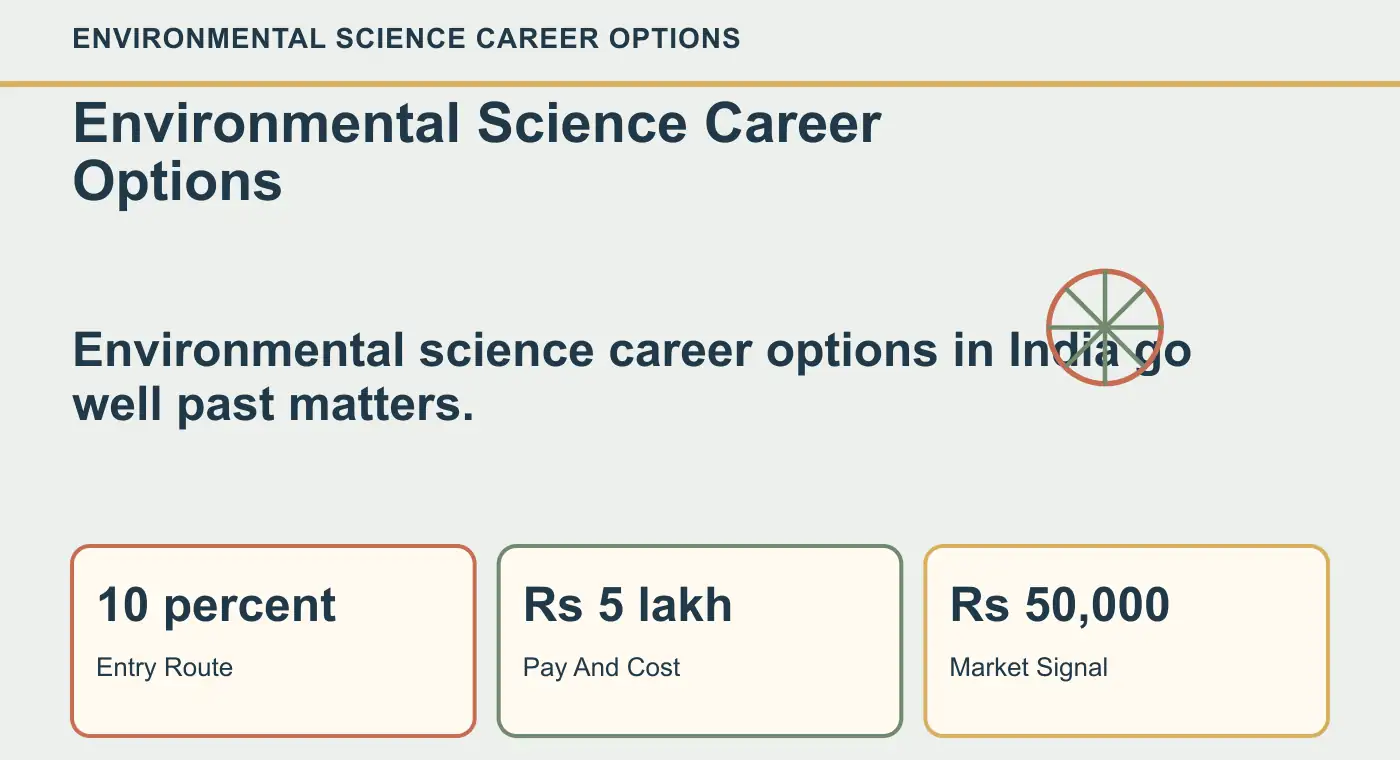 ENVIRONMENTAL SCIENCE CAREER OPTIONS
Environmental Science Career
Options
Environmental science career options in India go
well past matters.
10 percent
Entry Route
Rs 5 lakh
Pay And Cost
Rs 50,000
Market Signal